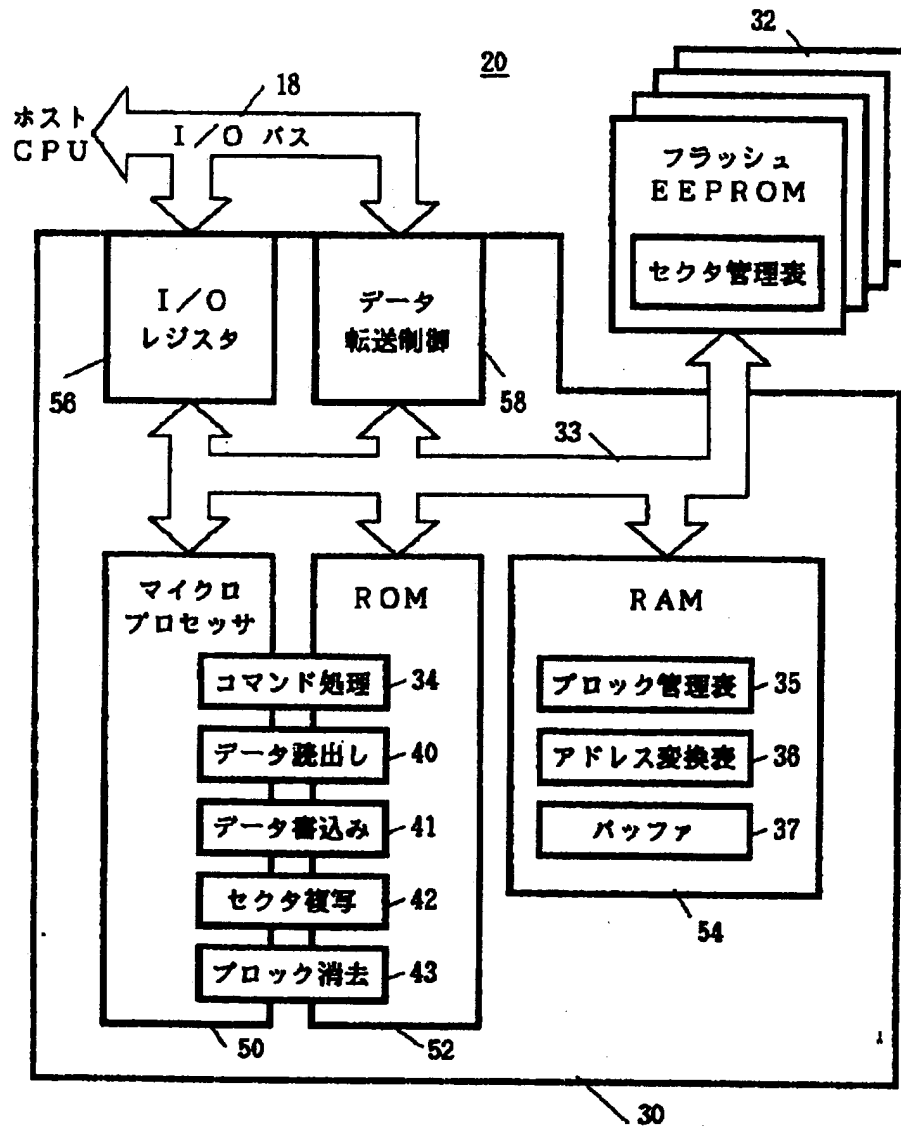 32
20
18
ホスト
CPU
I/O バス
フラッシュ
EEPROM
セクタ管理表
I/O
レジスタ
データ
転送制御
56
58
33
マイクロ
プロセッサ
ROM
RAM
コマンド処理
34
データ読出し
40
データ書込み
41
セクタ複写
42
ブロック消去
43
ブロック管理表
35
アドレス変換表
36
バッファ
37
54
50
52
30